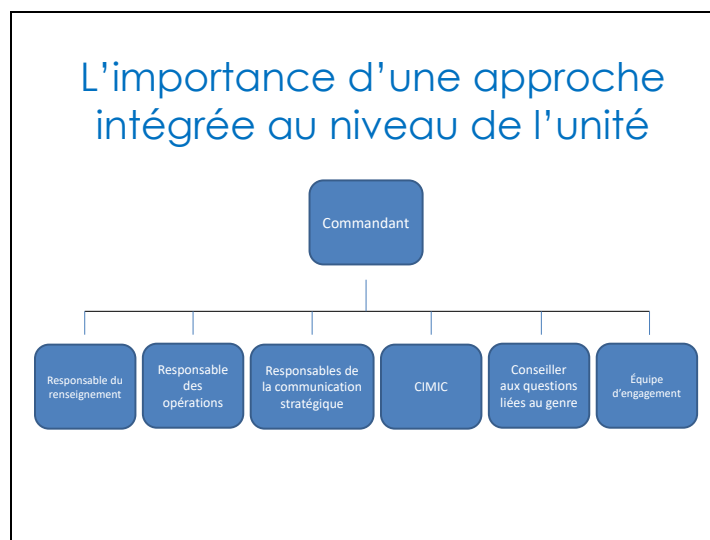 L’importance d’une approche
intégrée au niveau de l’unité
Commandant
Responsable du
renseignement
Responsable
des
opérations
Responsables de
la communication
stratégique
CIMIC
Conseiller
aux questions
liées au genre
Équipe
d’engagement